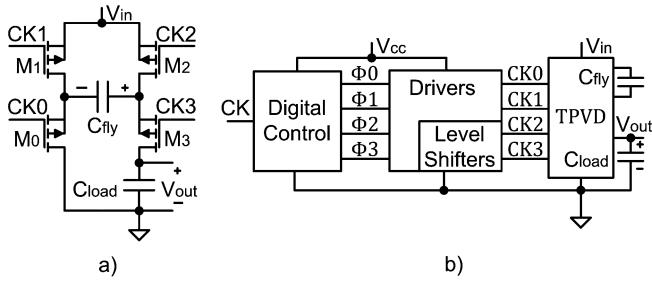 Vin
CK1
CK2
M1
M2
− +
CK0
CK3
Cfly
M0
M3
+
Cload
Vout
−
a)
Vcc
Vin
CK
Digital
Control
Φ0
Φ1
Φ2
Φ3
Drivers
Level
Shifters
CK0
CK1
CK2
CK3
Cfly
TPVD
Vout
+
−
Cload
b)